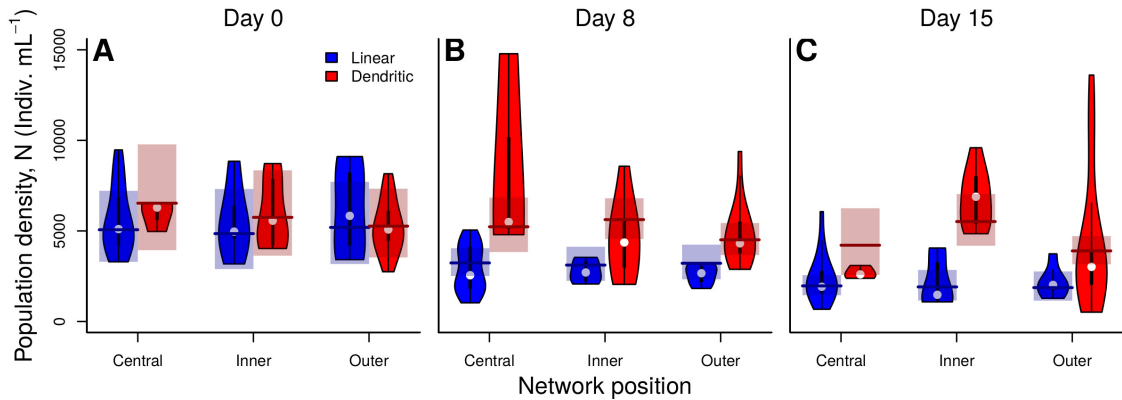 Day 0
Day 8
Day 15
A
B
C
Linear
Dendritic
Population density, N (Indiv. mL⁻¹)
15000
10000
5000
0
Central Inner Outer
Central Inner Outer
Central Inner Outer
Network position